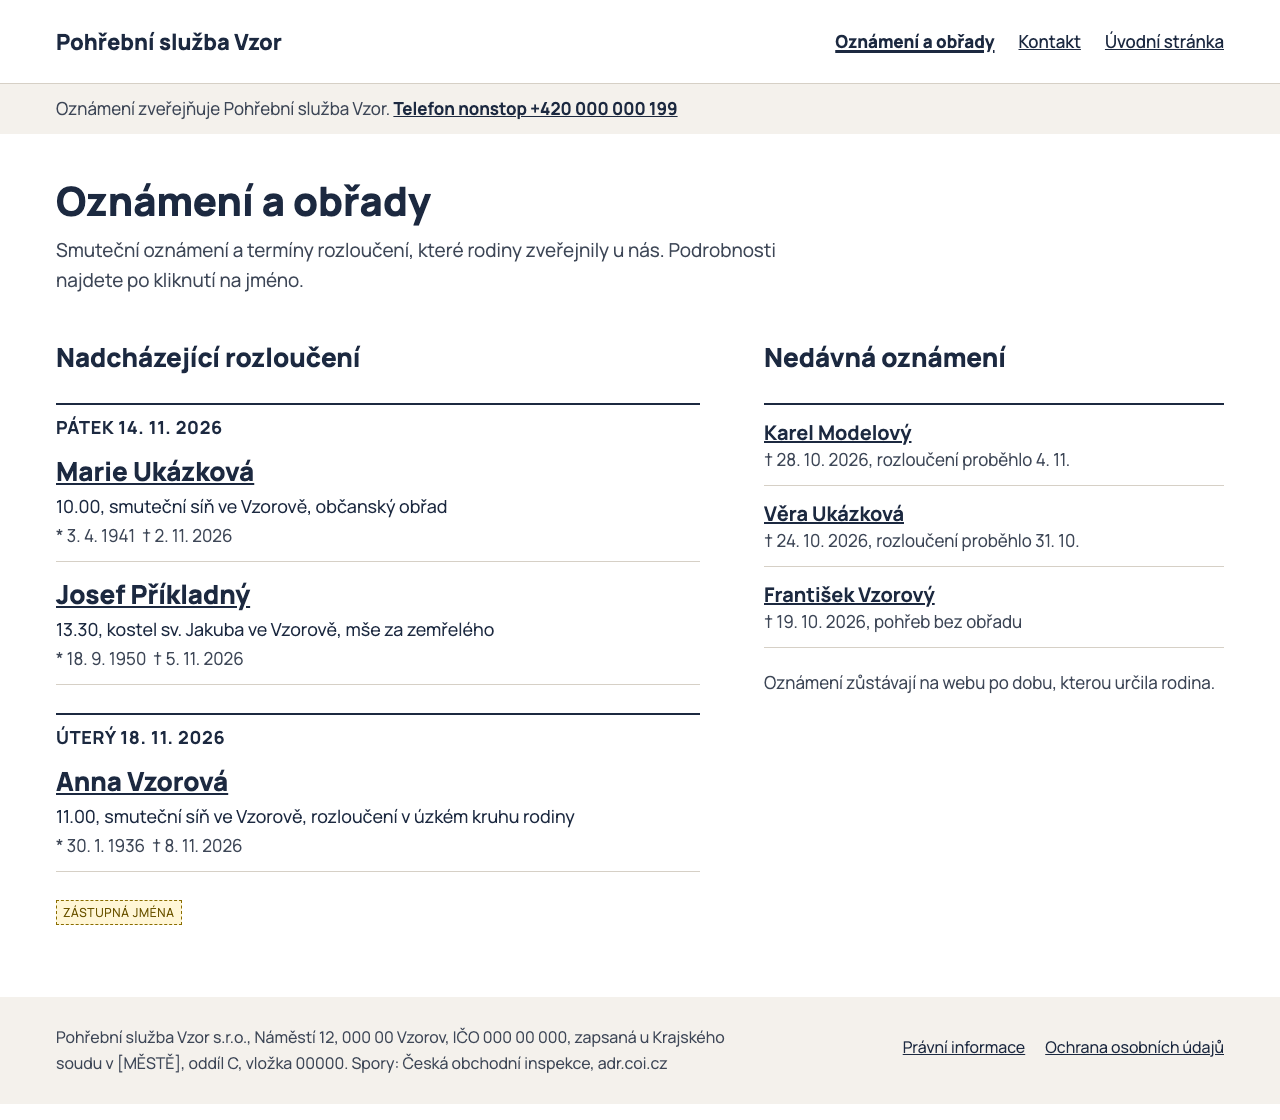 Pohřební služba Vzor
Oznámení a obřady Kontakt Úvodní stránka
Oznámení zveřejňuje Pohřební služba Vzor. Telefon nonstop +420 000 000 199
Oznámení a obřady
Smuteční oznámení a termíny rozloučení, které rodiny zveřejnily u nás. Podrobnosti
najdete po kliknutí na jméno.
Nadcházející rozloučení
PÁTEK 14. 11. 2026
Marie Ukázková
10.00, smuteční síň ve Vzorově, občanský obřad
* 3. 4. 1941 † 2. 11. 2026
Josef Příkladný
13.30, kostel sv. Jakuba ve Vzorově, mše za zemřelého
* 18. 9. 1950 † 5. 11. 2026
ÚTERÝ 18. 11. 2026
Anna Vzorová
11.00, smuteční síň ve Vzorově, rozloučení v úzkém kruhu rodiny
* 30. 1. 1936 † 8. 11. 2026
ZÁSTUPNÁ JMÉNA
Nedávná oznámení
Karel Modelový
† 28. 10. 2026, rozloučení proběhlo 4. 11.
Věra Ukázková
† 24. 10. 2026, rozloučení proběhlo 31. 10.
František Vzorový
† 19. 10. 2026, pohřeb bez obřadu
Oznámení zůstávají na webu po dobu, kterou určila rodina.
Pohřební služba Vzor s.r.o., Náměstí 12, 000 00 Vzorov, IČO 000 00 000, zapsaná u Krajského
soudu v [MĚSTĚ], oddíl C, vložka 00000. Spory: Česká obchodní inspekce, adr.coi.cz
Právní informace Ochrana osobních údajů